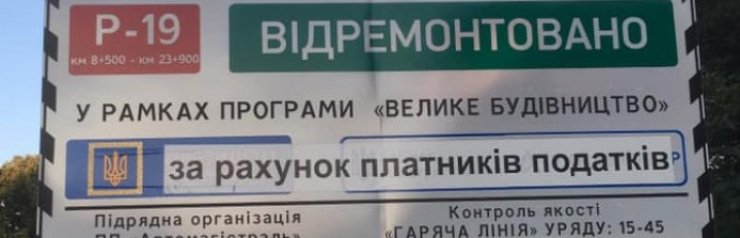 Р-19
км 8+500 - км 23+900
ВІДРЕМОНТОВАНО
У РАМКАХ ПРОГРАМИ «ВЕЛИКЕ БУДІВНИЦТВО»
за рахунок платників податків
Підрядна організація
Контроль якості
"ГАРЯЧА ЛІНІЯ" УРЯДУ: 15-45